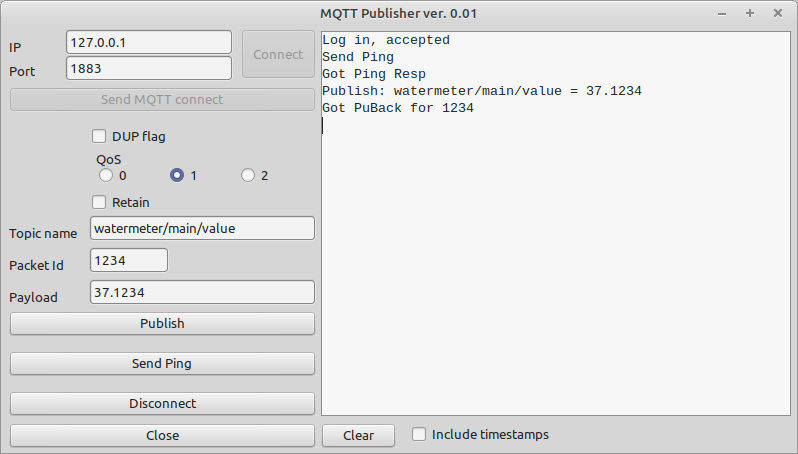 MQTT Publisher ver. 0.01
IP 127.0.0.1
Port 1883
Connect
Send MQTT connect
DUP flag
QoS
0 1 2
Retain
Topic name watermeter/main/value
Packet Id 1234
Payload 37.1234
Publish
Send Ping
Disconnect
Close
Log in, accepted
Send Ping
Got Ping Resp
Publish: watermeter/main/value = 37.1234
Got PuBack for 1234
Clear
Include timestamps